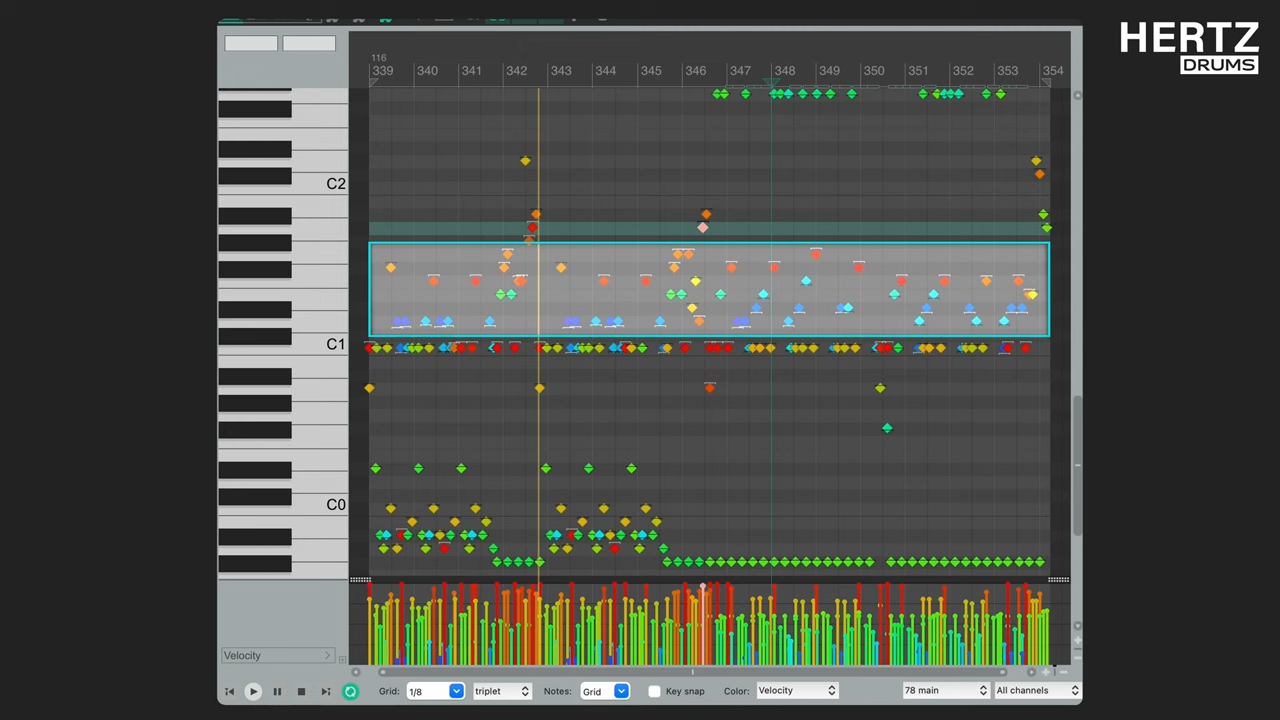 HERTZ
DRUMS
116
339 340 341 342 343 344 345 346 347 348 349 350 351 352 353 354
C2
C1
C0
Velocity
Grid: 1/8 triplet Notes: Grid Key snap Color: Velocity 78 main All channels